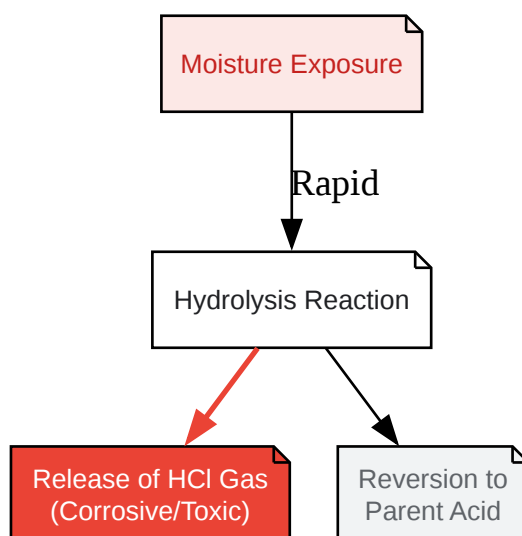 Moisture Exposure
Rapid
Hydrolysis Reaction
Release of HCl Gas
(Corrosive/Toxic)
Reversion to
Parent Acid